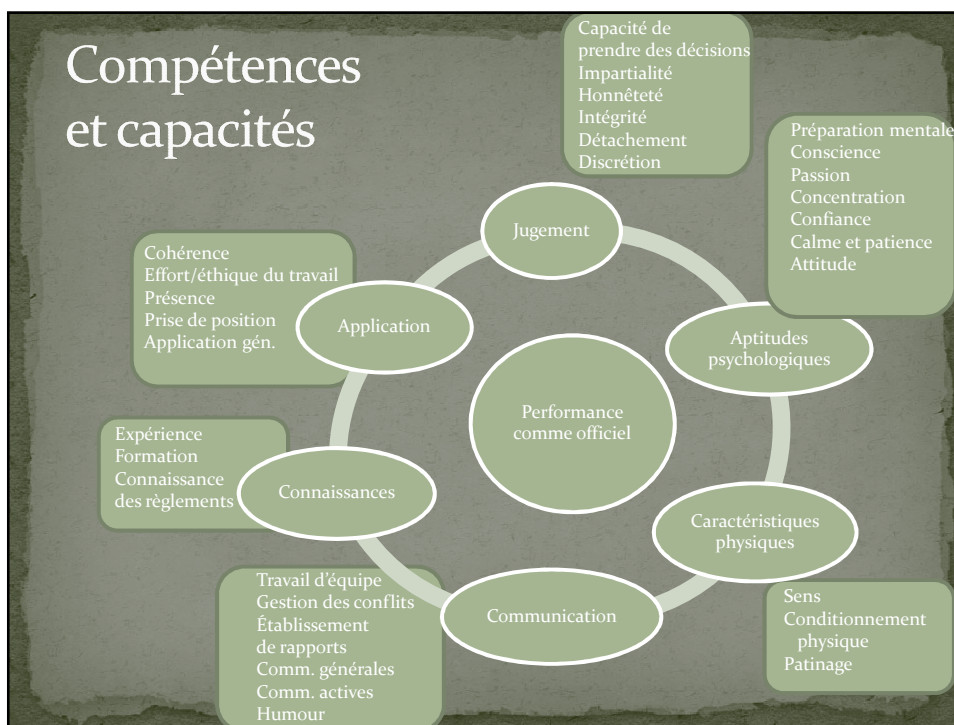 Compétences
et capacités
Capacité de
prendre des décisions
Impartialité
Honnêteté
Intégrité
Détachement
Discrétion
Jugement
Préparation mentale
Conscience
Passion
Concentration
Confiance
Calme et patience
Attitude
Aptitudes
psychologiques
Cohérence
Effort/éthique du travail
Présence
Prise de position
Application gén.
Application
Performance
comme officiel
Expérience
Formation
Connaissance
des règlements
Connaissances
Caractéristiques
physiques
Sens
Conditionnement
physique
Patinage
Travail d'équipe
Gestion des conflits
Établissement
de rapports
Comm. générales
Comm. actives
Humour
Communication